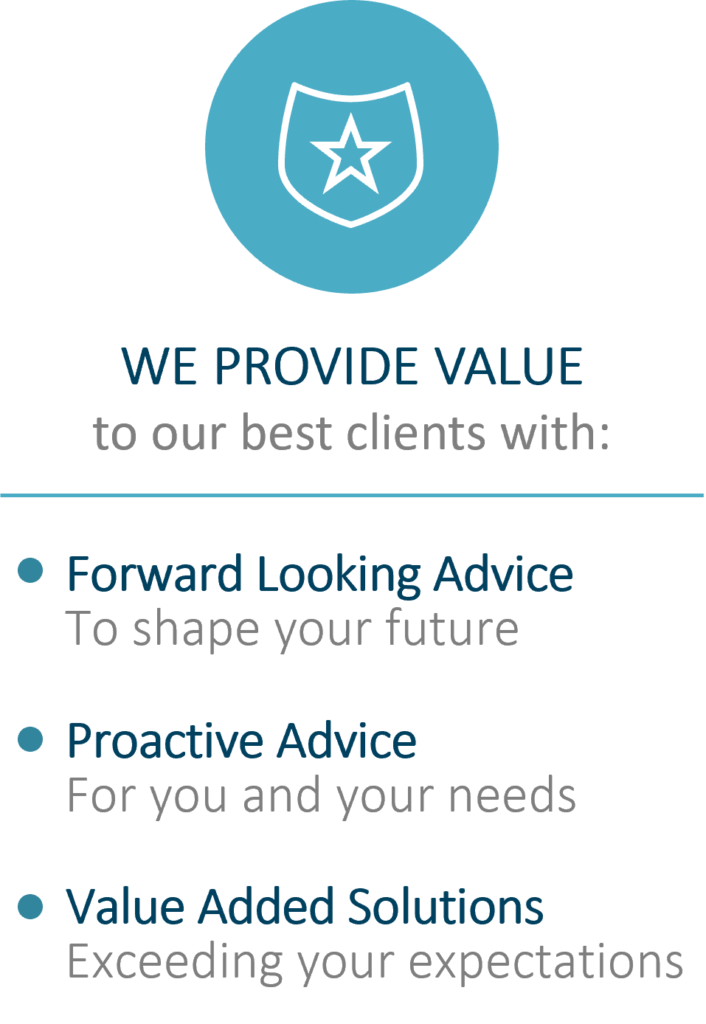 WE PROVIDE VALUE
to our best clients with:
Forward Looking Advice
To shape your future
Proactive Advice
For you and your needs
Value Added Solutions
Exceeding your expectations